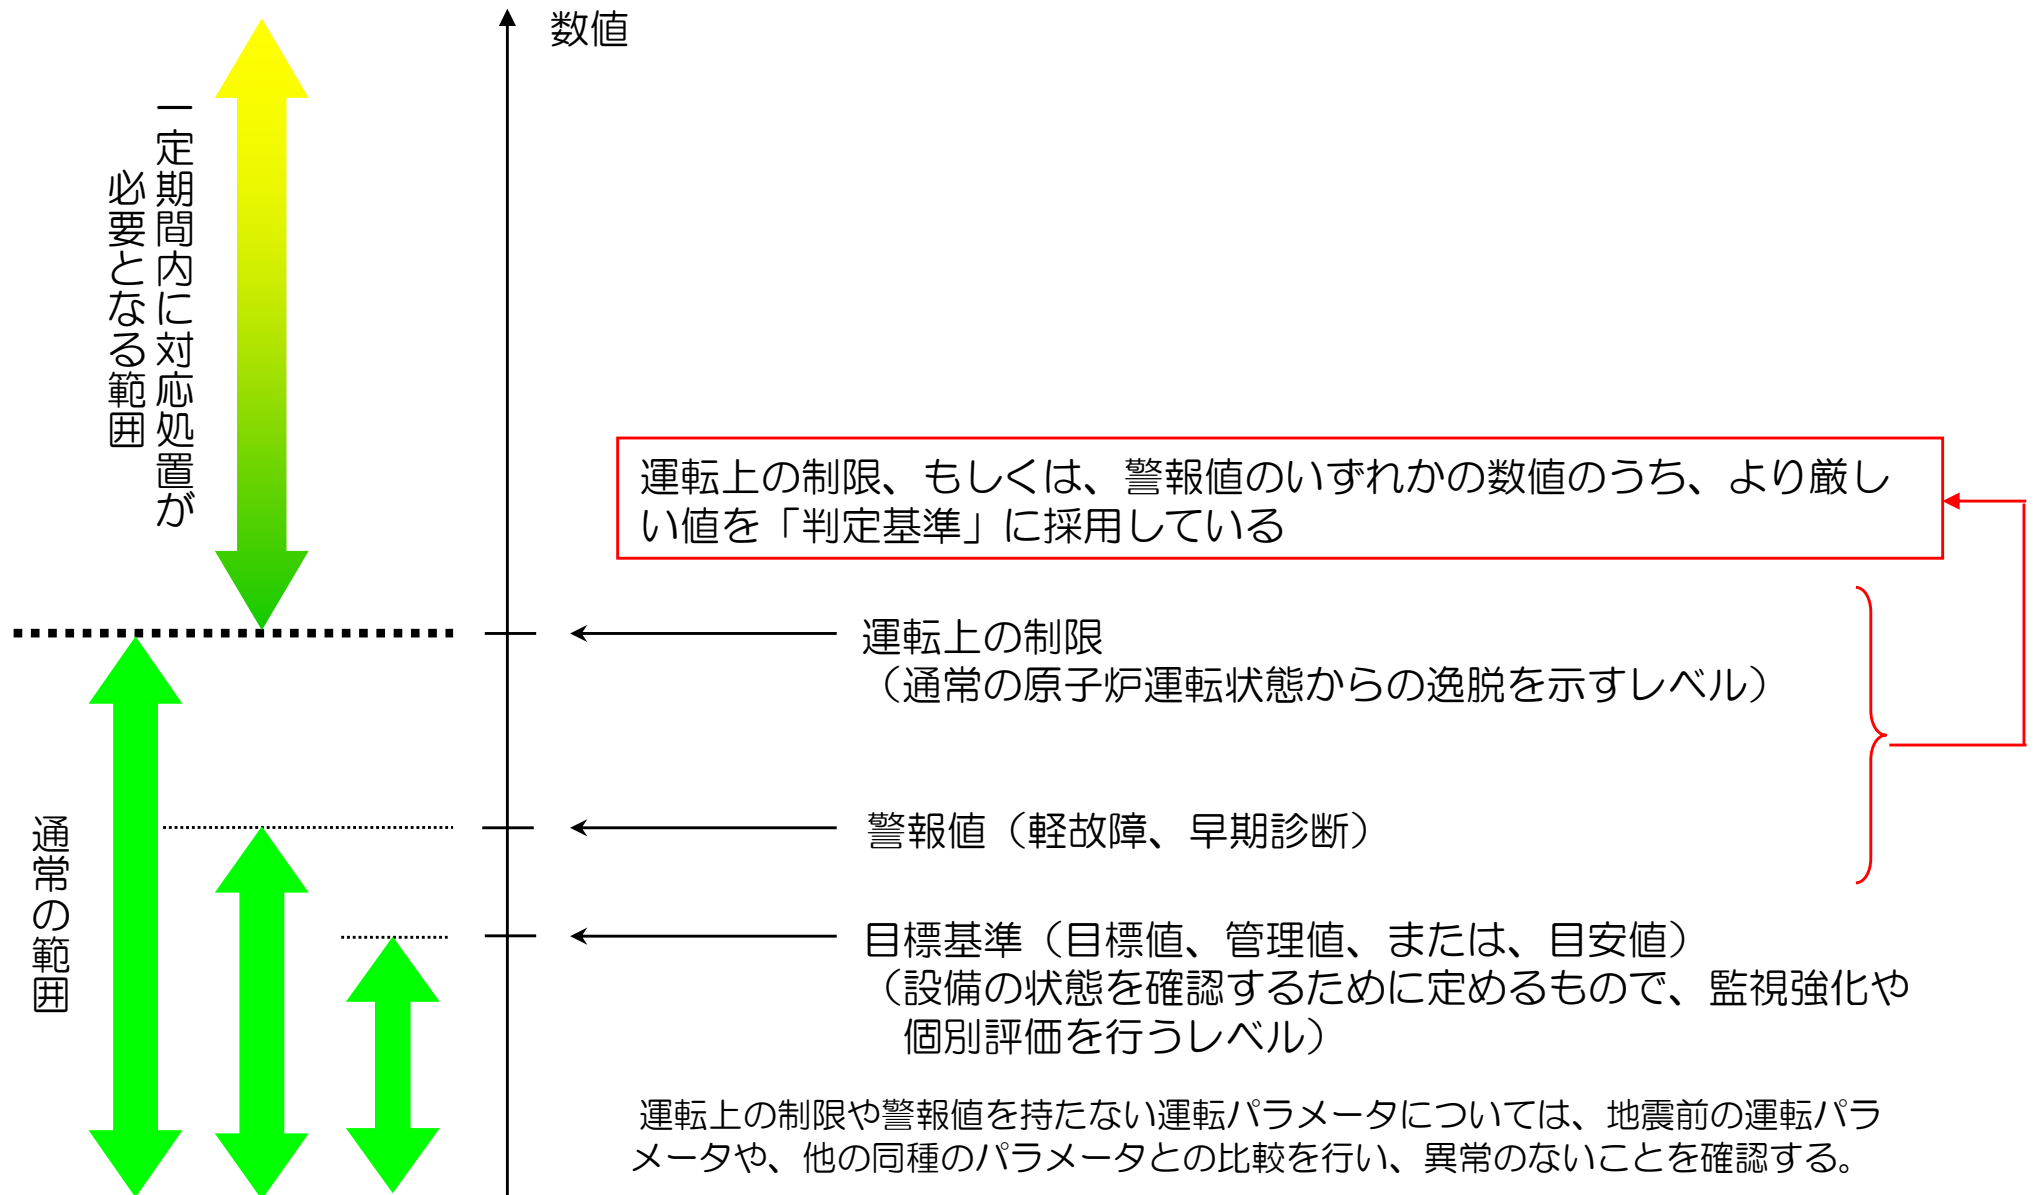 数値
一定期間内に対応処置が
必要となる範囲
運転上の制限、もしくは、警報値のいずれかの数値のうち、より厳し
い値を「判定基準」に採用している
運転上の制限
（通常の原子炉運転状態からの逸脱を示すレベル）
通常の範囲
警報値（軽故障、早期診断）
目標基準（目標値、管理値、または、目安値）
（設備の状態を確認するために定めるもので、監視強化や
個別評価を行うレベル）
運転上の制限や警報値を持たない運転パラメータについては、地震前の運転パラ
メータや、他の同種のパラメータとの比較を行い、異常のないことを確認する。